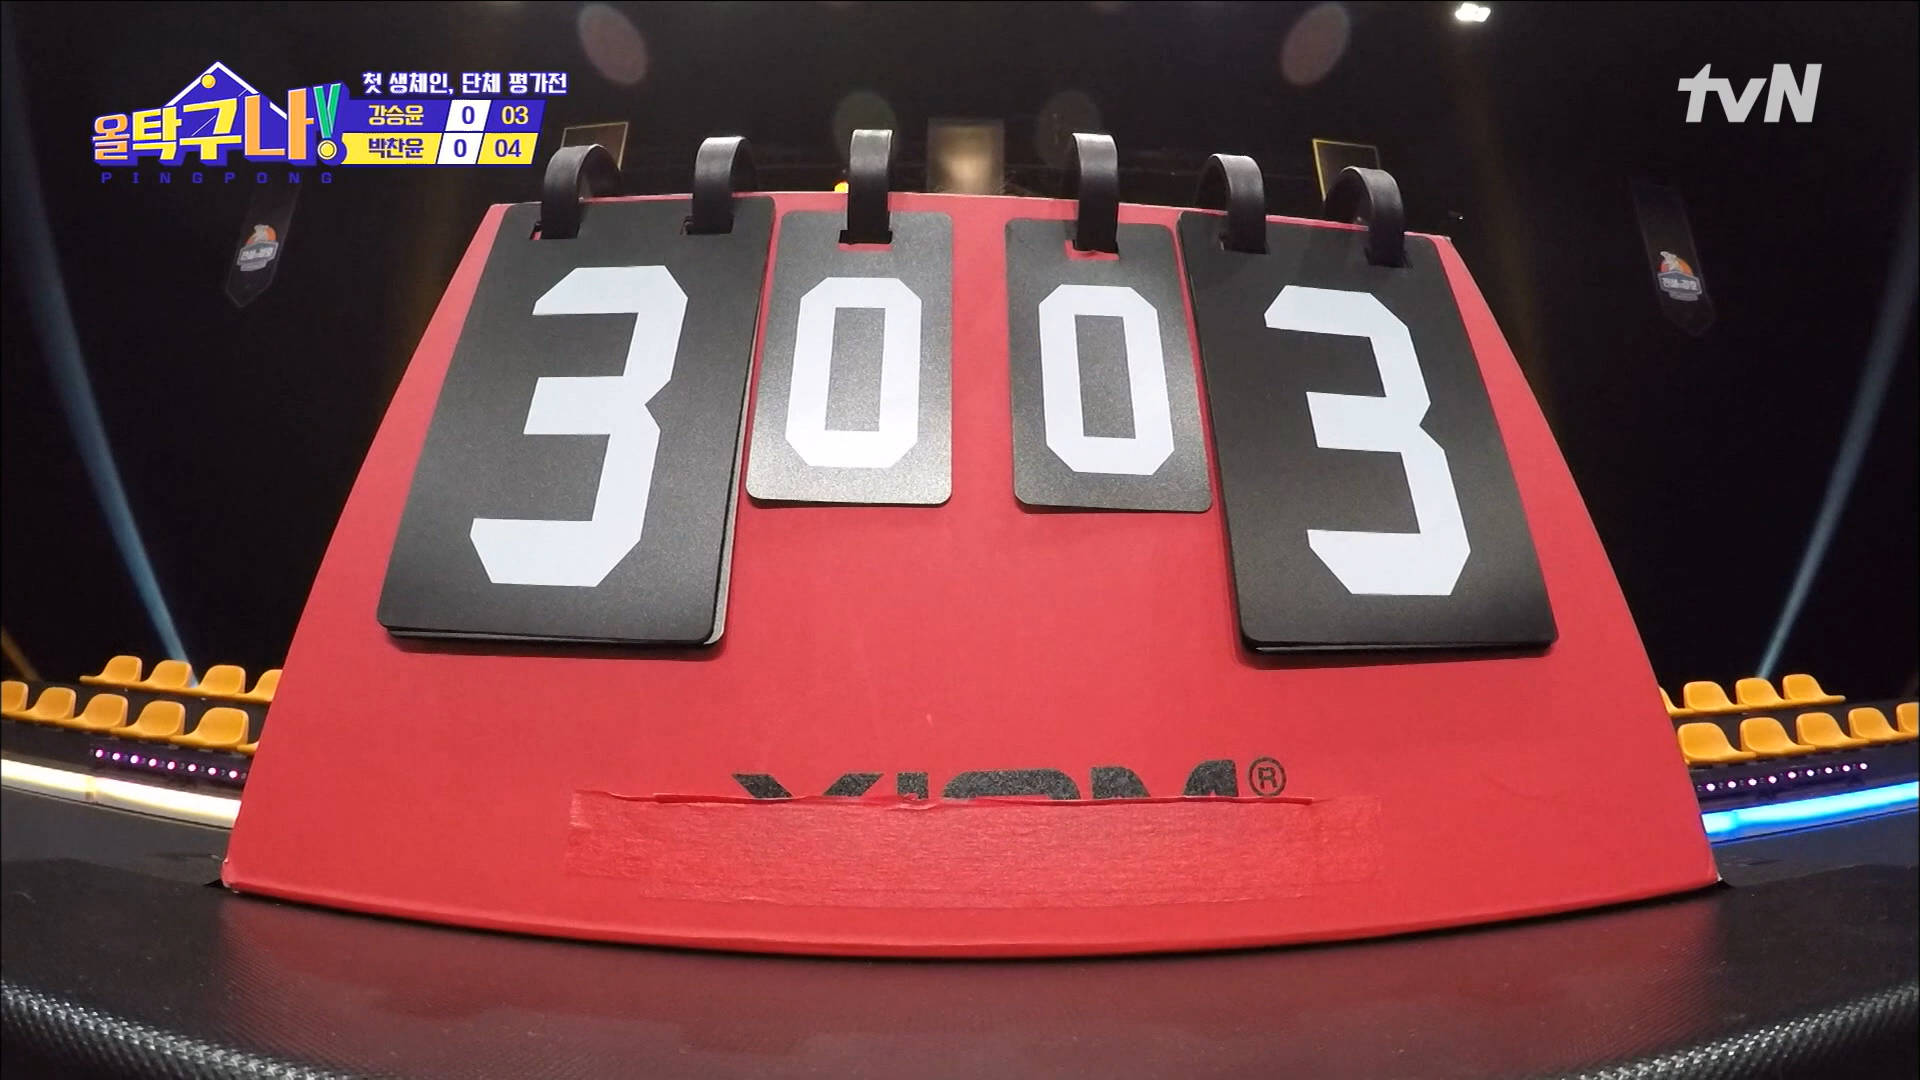 올탁구나!
PINGPONG
첫 생체인, 단체 평가전
강승윤 0 03
박찬윤 0 04
tvN
3 0 0 3
®